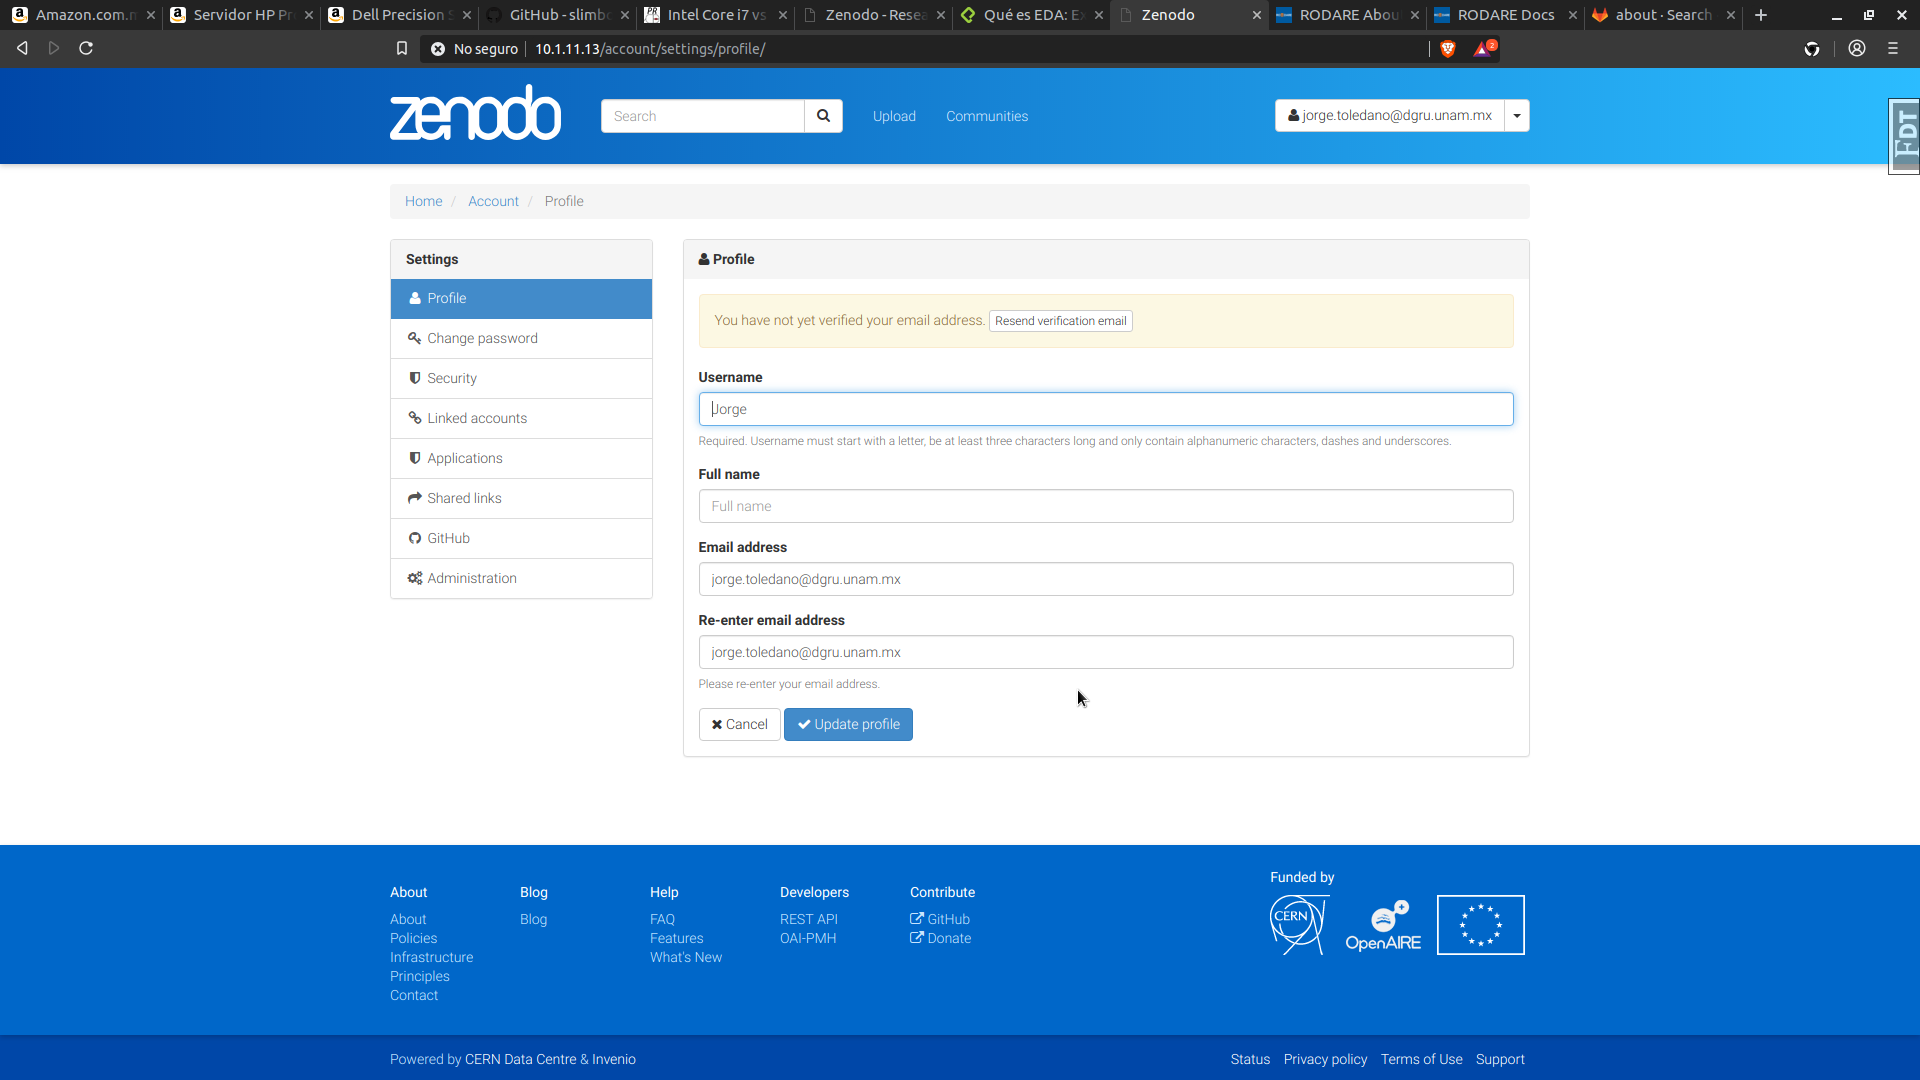 Amazon.com.m
Servidor HP Pr
Dell Precision S
GitHub - slimbo
Intel Core i7 vs
Zenodo - Resea
Qué es EDA: Ex
Zenodo
RODARE Abou
RODARE Docs
about · Search
No seguro
10.1.11.13/account/settings/profile/
2
zenodo
Search
Upload
Communities
jorge.toledano@dgru.unam.mx
FDT
Home / Account / Profile
Settings
Profile
Change password
Security
Linked accounts
Applications
Shared links
GitHub
Administration
Profile
You have not yet verified your email address. Resend verification email
Username
Jorge
Required. Username must start with a letter, be at least three characters long and only contain alphanumeric characters, dashes and underscores.
Full name
Full name
Email address
jorge.toledano@dgru.unam.mx
Re-enter email address
jorge.toledano@dgru.unam.mx
Please re-enter your email address.
Cancel
Update profile
About
About
Policies
Infrastructure
Principles
Contact
Blog
Blog
Help
FAQ
Features
What's New
Developers
REST API
OAI-PMH
Contribute
GitHub
Donate
Funded by
CERN
OpenAIRE
Powered by CERN Data Centre & Invenio
Status
Privacy policy
Terms of Use
Support